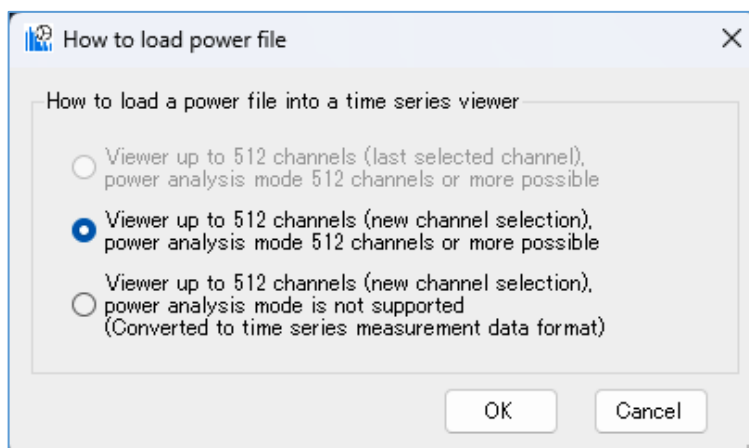 How to load power file
How to load a power file into a time series viewer
Viewer up to 512 channels (last selected channel),
power analysis mode 512 channels or more possible
Viewer up to 512 channels (new channel selection),
power analysis mode 512 channels or more possible
Viewer up to 512 channels (new channel selection),
power analysis mode is not supported
(Converted to time series measurement data format)
OK
Cancel